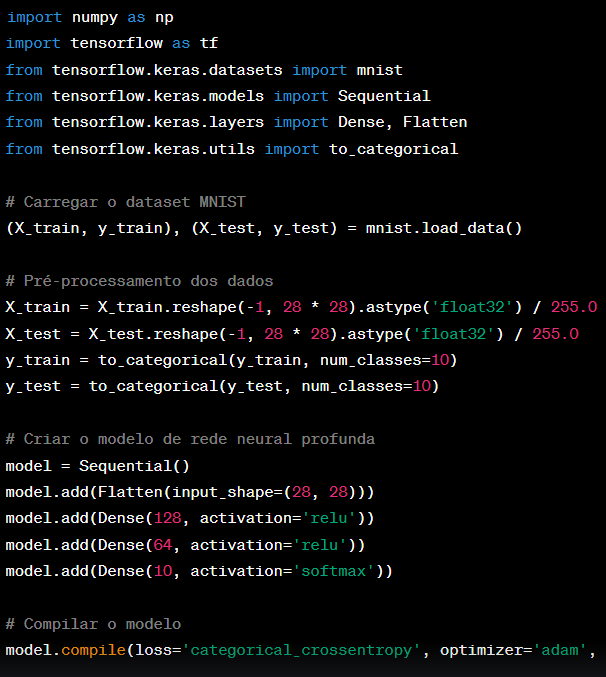 import numpy as np
import tensorflow as tf
from tensorflow.keras.datasets import mnist
from tensorflow.keras.models import Sequential
from tensorflow.keras.layers import Dense, Flatten
from tensorflow.keras.utils import to_categorical
# Carregar o dataset MNIST
(X_train, y_train), (X_test, y_test) = mnist.load_data()
# Pré-processamento dos dados
X_train = X_train.reshape(-1, 28 * 28).astype('float32') / 255.0
X_test = X_test.reshape(-1, 28 * 28).astype('float32') / 255.0
y_train = to_categorical(y_train, num_classes=10)
y_test = to_categorical(y_test, num_classes=10)
# Criar o modelo de rede neural profunda
model = Sequential()
model.add(Flatten(input_shape=(28, 28)))
model.add(Dense(128, activation='relu'))
model.add(Dense(64, activation='relu'))
model.add(Dense(10, activation='softmax'))
# Compilar o modelo
model.compile(loss='categorical_crossentropy', optimizer='adam',